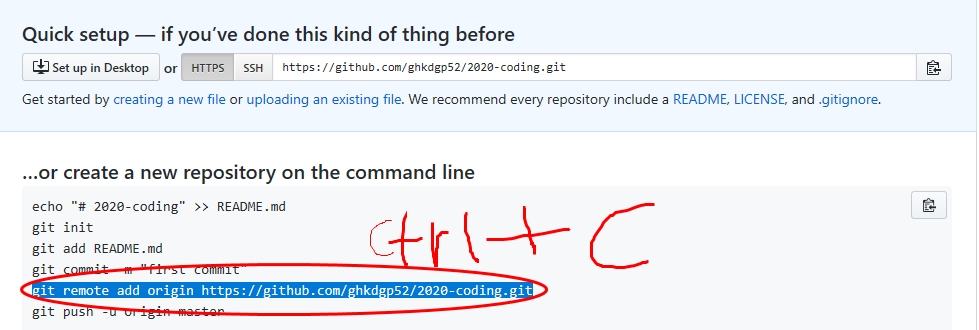 Quick setup — if you’ve done this kind of thing before
Set up in Desktop or HTTPS SSH https://github.com/ghkdgp52/2020-coding.git
Get started by creating a new file or uploading an existing file. We recommend every repository include a README, LICENSE, and .gitignore.
...or create a new repository on the command line
echo "# 2020-coding" >> README.md
git init
git add README.md
git commit -m "first commit"
git remote add origin https://github.com/ghkdgp52/2020-coding.git
git push -u origin master
ctrl+C